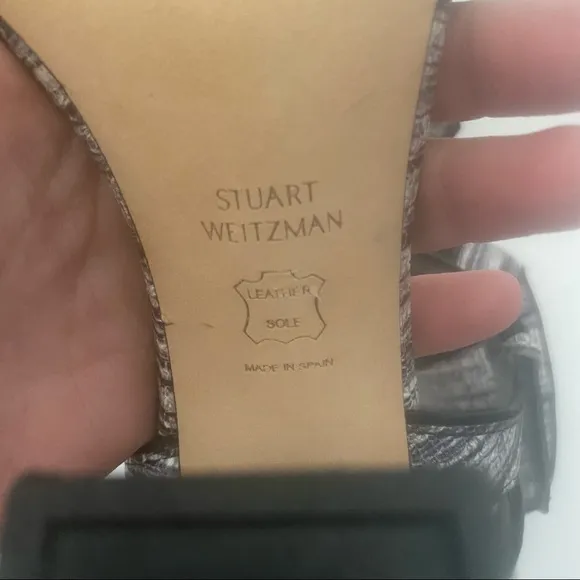 STUART
WEITZMAN
LEATHER
SOLE
MADE IN SPAIN